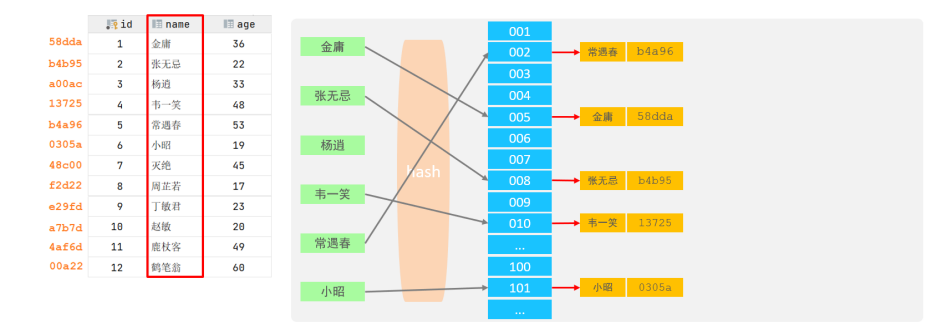 id name age
58dda 1 金庸 36
b4b95 2 张无忌 22
a00ac 3 杨逍 33
13725 4 韦一笑 48
b4a96 5 常遇春 53
0305a 6 小昭 19
48c00 7 灭绝 45
f2d22 8 周芷若 17
e29fd 9 丁敏君 23
a7b7d 10 赵敏 20
4af6d 11 鹿杖客 49
00a22 12 鹤笔翁 60
金庸
张无忌
杨逍
韦一笑
常遇春
小昭
hash
001
002
003
004
005
006
007
008
009
010
...
100
101
...
常遇春 b4a96
金庸 58dda
张无忌 b4b95
韦一笑 13725
小昭 0305a